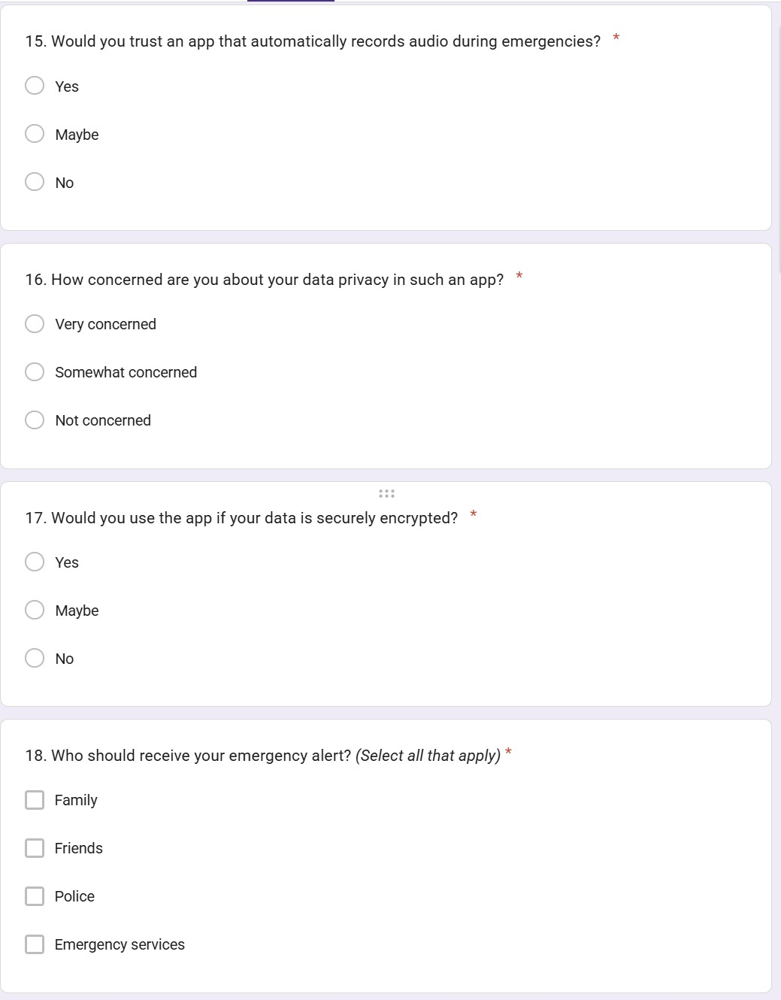 15. Would you trust an app that automatically records audio during emergencies? *
Yes
Maybe
No
16. How concerned are you about your data privacy in such an app? *
Very concerned
Somewhat concerned
Not concerned
17. Would you use the app if your data is securely encrypted? *
Yes
Maybe
No
18. Who should receive your emergency alert? (Select all that apply) *
Family
Friends
Police
Emergency services